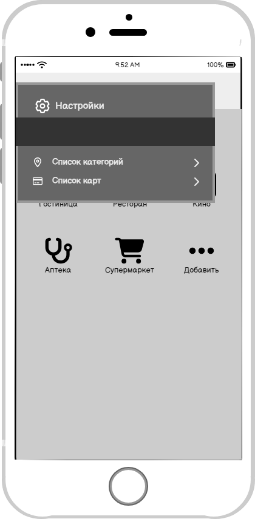 9:52 AM 100%
Настройки
Список категорий
Список карт
Гостиница Ресторан Кино
Аптека Супермаркет Добавить